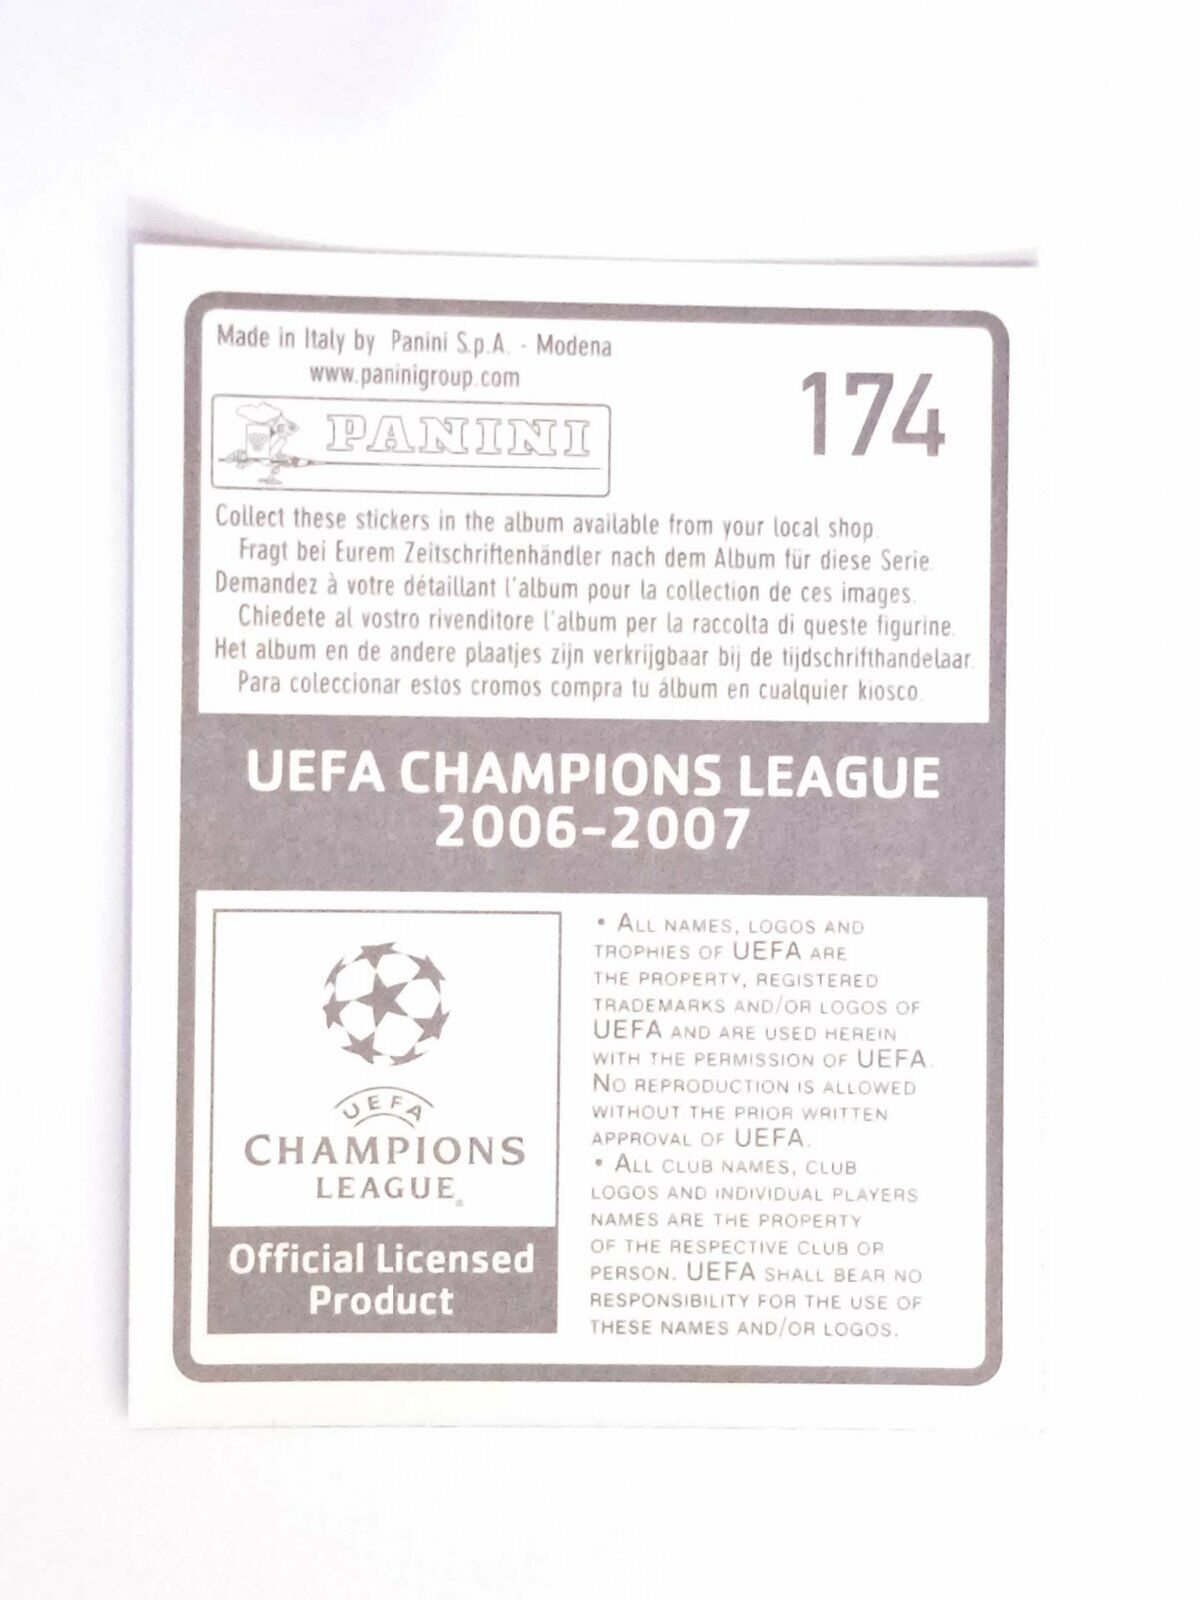 Made in Italy by Panini S.p.A. - Modena
www.paninigroup.com
174
PANINI
Collect these stickers in the album available from your local shop.
Fragt bei Eurem Zeitschriftenhändler nach dem Album für diese Serie.
Demandez à votre détaillant l'album pour la collection de ces images.
Chiedete al vostro rivenditore l'album per la raccolta di queste figurine.
Het album en de andere plaatjes zijn verkrijgbaar bij de tijdschrifthandelaar.
Para coleccionar estos cromos compra tu álbum en cualquier kiosco.
UEFA CHAMPIONS LEAGUE
2006-2007
UEFA
CHAMPIONS
LEAGUE®
Official Licensed
Product
• ALL NAMES, LOGOS AND
TROPHIES OF UEFA ARE
THE PROPERTY, REGISTERED
TRADEMARKS AND/OR LOGOS OF
UEFA AND ARE USED HEREIN
WITH THE PERMISSION OF UEFA.
NO REPRODUCTION IS ALLOWED
WITHOUT THE PRIOR WRITTEN
APPROVAL OF UEFA.
• ALL CLUB NAMES, CLUB
LOGOS AND INDIVIDUAL PLAYERS
NAMES ARE THE PROPERTY
OF THE RESPECTIVE CLUB OR
PERSON. UEFA SHALL BEAR NO
RESPONSIBILITY FOR THE USE OF
THESE NAMES AND/OR LOGOS.